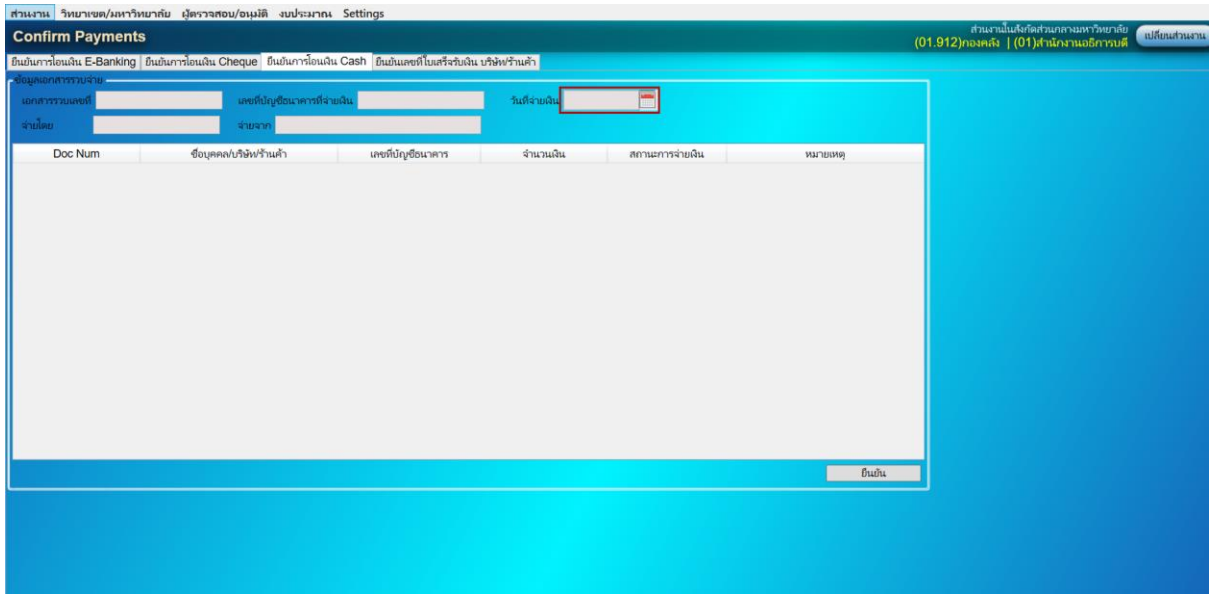 ส่วนงาน วิทยาเขต/มหาวิทยาลัย ผู้ตรวจสอบ/อนุมัติ งบประมาณ Settings
Confirm Payments
ส่วนงานในสังกัดส่วนกลางมหาวิทยาลัย
(01.912)กองคลัง | (01)สำนักงานอธิการบดี
เปลี่ยนส่วนงาน
ยืนยันการโอนเงิน E-Banking ยืนยันการโอนเงิน Cheque ยืนยันการโอนเงิน Cash ยืนยันเลขที่ใบเสร็จรับเงิน บริษัท/ร้านค้า
ข้อมูลเอกสารรวบจ่าย
เอกสารรวบเลขที่ เลขที่บัญชีธนาคารที่จ่ายเงิน วันที่จ่ายเงิน
จ่ายโดย จ่ายจาก
Doc Num ชื่อบุคคล/บริษัท/ร้านค้า เลขที่บัญชีธนาคาร จำนวนเงิน สถานะการจ่ายเงิน หมายเหตุ
ยืนยัน